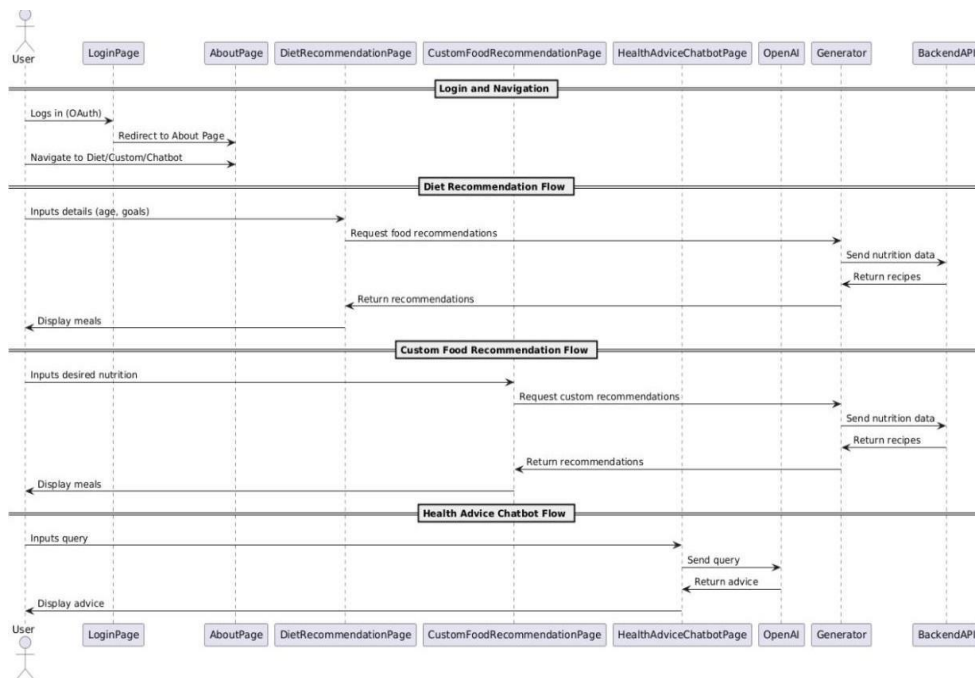 User LoginPage AboutPage DietRecommendationPage CustomFoodRecommendationPage HealthAdviceChatbotPage OpenAI Generator BackendAPI
Login and Navigation
Logs in (OAuth)
Redirect to About Page
Navigate to Diet/Custom/Chatbot
Diet Recommendation Flow
Inputs details (age, goals)
Request food recommendations
Send nutrition data
Return recipes
Return recommendations
Display meals
Custom Food Recommendation Flow
Inputs desired nutrition
Request custom recommendations
Send nutrition data
Return recipes
Return recommendations
Display meals
Health Advice Chatbot Flow
Inputs query
Send query
Return advice
Display advice
User LoginPage AboutPage DietRecommendationPage CustomFoodRecommendationPage HealthAdviceChatbotPage OpenAI Generator BackendAPI